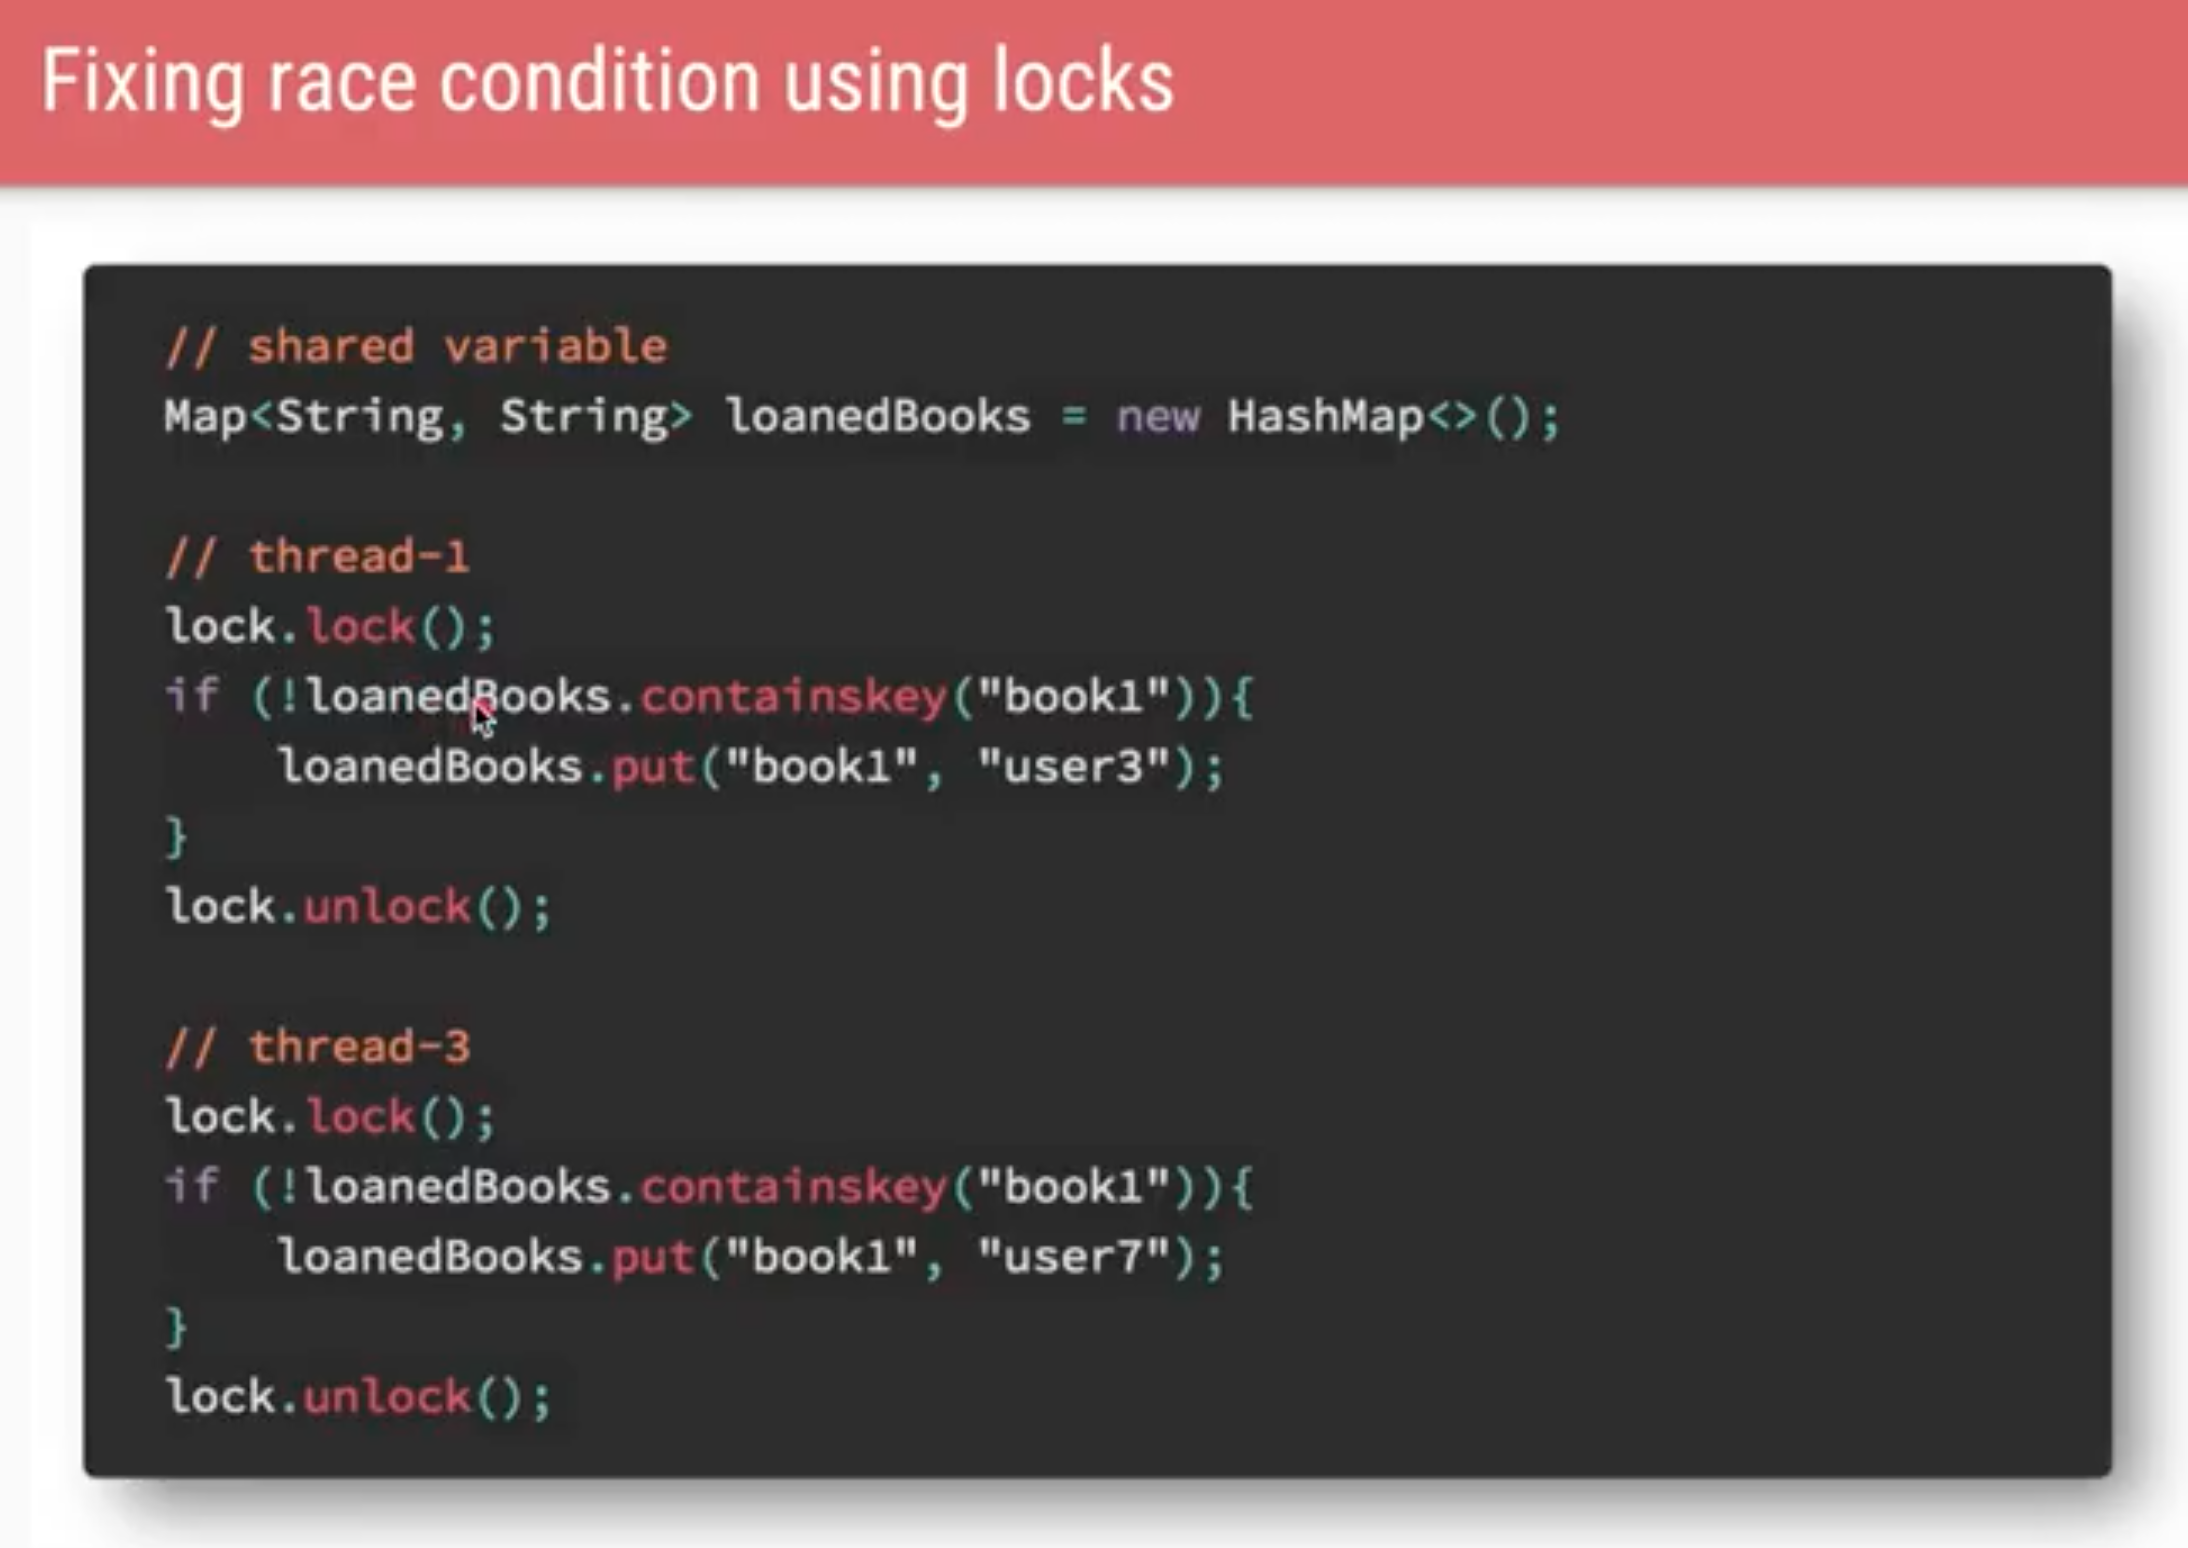 Fixing race condition using locks
// shared variable
Map<String, String> loanedBooks = new HashMap<>();
// thread-1
lock.lock();
if (!loanedBooks.containskey("book1")){
loanedBooks.put("book1", "user3");
}
lock.unlock();
// thread-3
lock.lock();
if (!loanedBooks.containskey("book1")){
loanedBooks.put("book1", "user7");
}
lock.unlock();